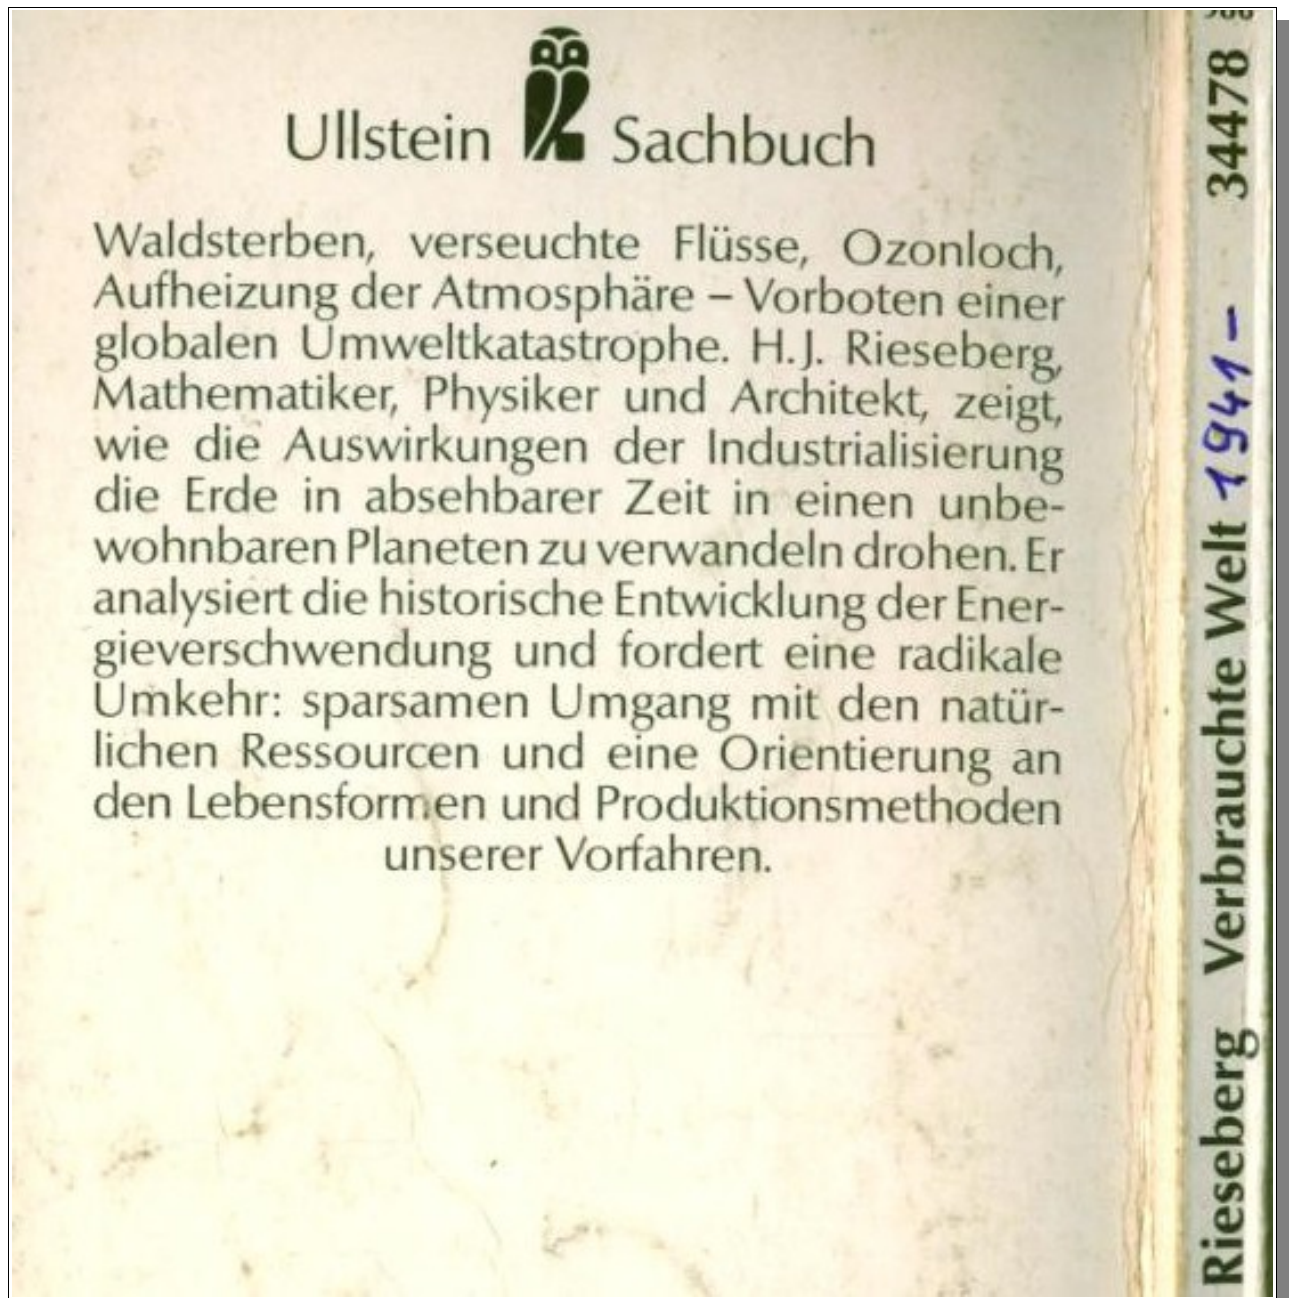 Ullstein Sachbuch
Waldsterben, verseuchte Flüsse, Ozonloch,
Aufheizung der Atmosphäre – Vorboten einer
globalen Umweltkatastrophe. H. J. Rieseberg,
Mathematiker, Physiker und Architekt, zeigt,
wie die Auswirkungen der Industrialisierung
die Erde in absehbarer Zeit in einen unbe-
wohnbaren Planeten zu verwandeln drohen. Er
analysiert die historische Entwicklung der Ener-
gieverschwendung und fordert eine radikale
Umkehr: sparsamen Umgang mit den natür-
lichen Ressourcen und eine Orientierung an
den Lebensformen und Produktionsmethoden
unserer Vorfahren.
Rieseberg Verbrauchte Welt 1941– 34478